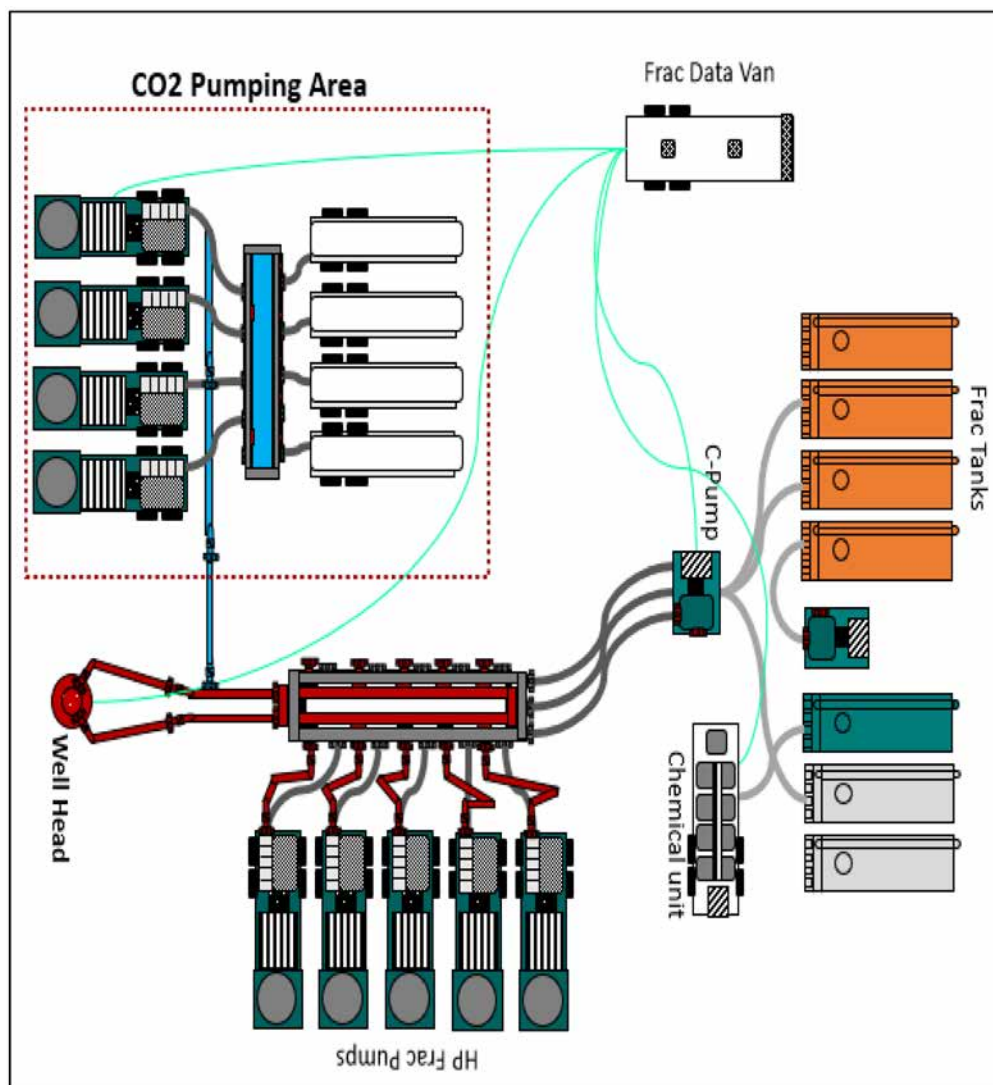 Frac Data Van
CO2 Pumping Area
Frac Tanks
C-Pump
Well Head
Chemical unit
HP Frac Pumps